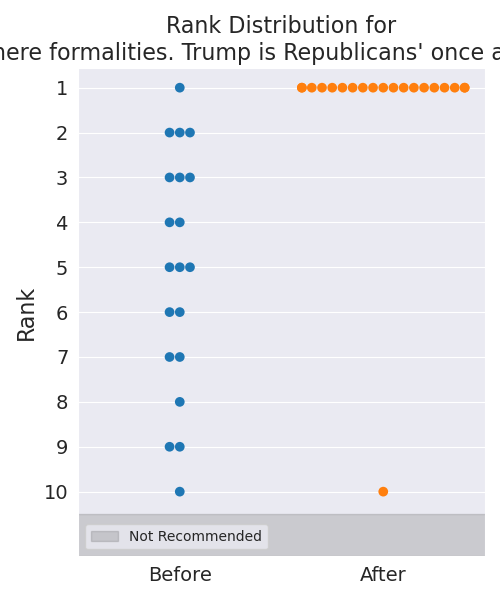 Rank Distribution for
formalities. Trump is Republicans' once
1
2
3
4
5
6
7
8
9
10
Rank
Not Recommended
Before After